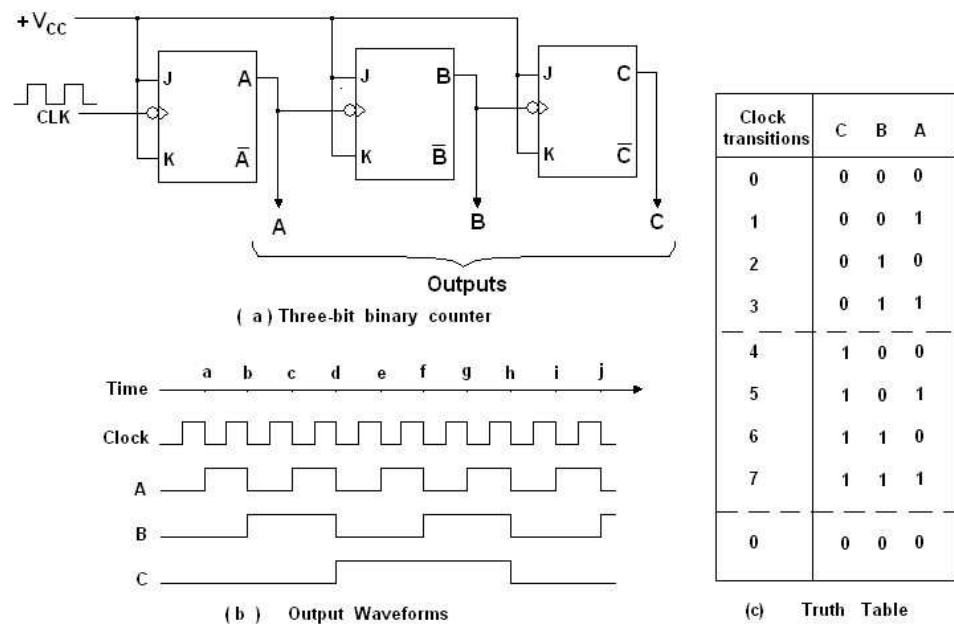 + VCC
J A J B J C
CLK
K A̅ K B̅ K C̅
A B C
Outputs
( a ) Three-bit binary counter
Time a b c d e f g h i j
Clock
A
B
C
( b ) Output Waveforms
Clock transitions C B A
0 0 0 0
1 0 0 1
2 0 1 0
3 0 1 1
4 1 0 0
5 1 0 1
6 1 1 0
7 1 1 1
0 0 0 0
(c) Truth Table